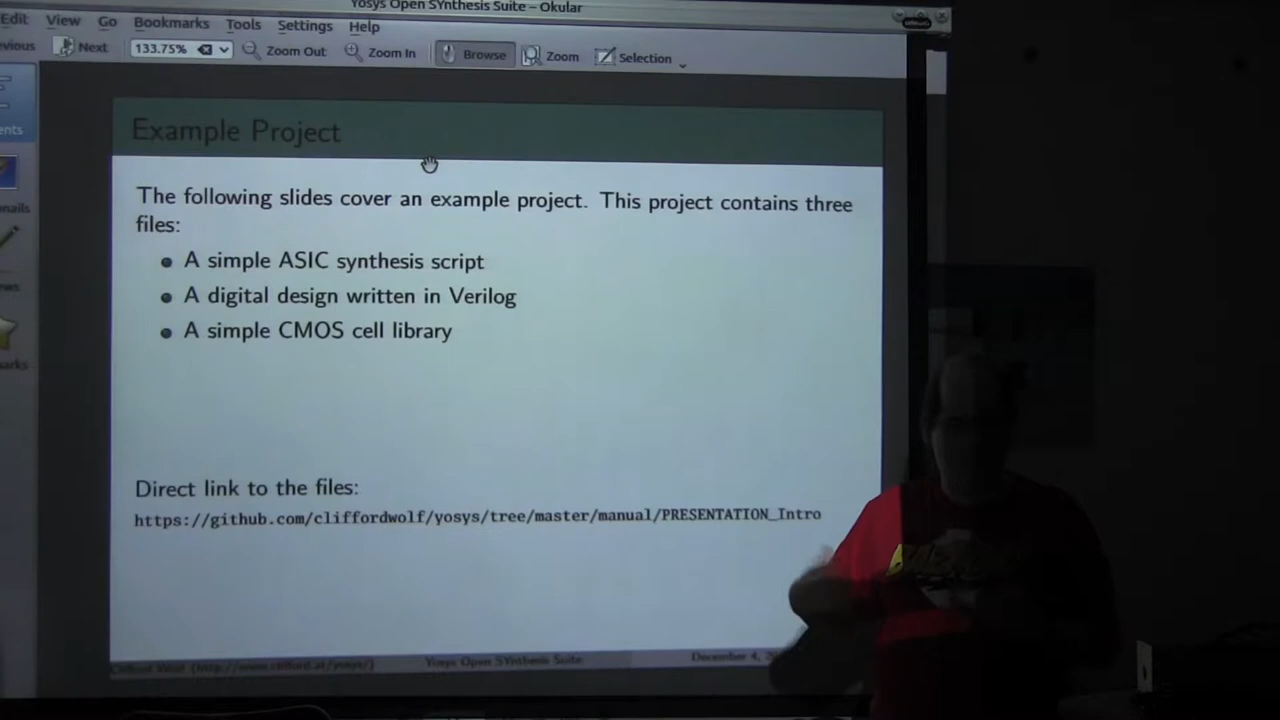 Yosys Open SYnthesis Suite – Okular
Edit View Go Bookmarks Tools Settings Help
Next 133.75% Zoom Out Zoom In Browse Zoom Selection
Example Project
The following slides cover an example project. This project contains three
files:
A simple ASIC synthesis script
A digital design written in Verilog
A simple CMOS cell library
Direct link to the files:
https://github.com/cliffordwolf/yosys/tree/master/manual/PRESENTATION_Intro
Yosys Open SYnthesis Suite
December 4,